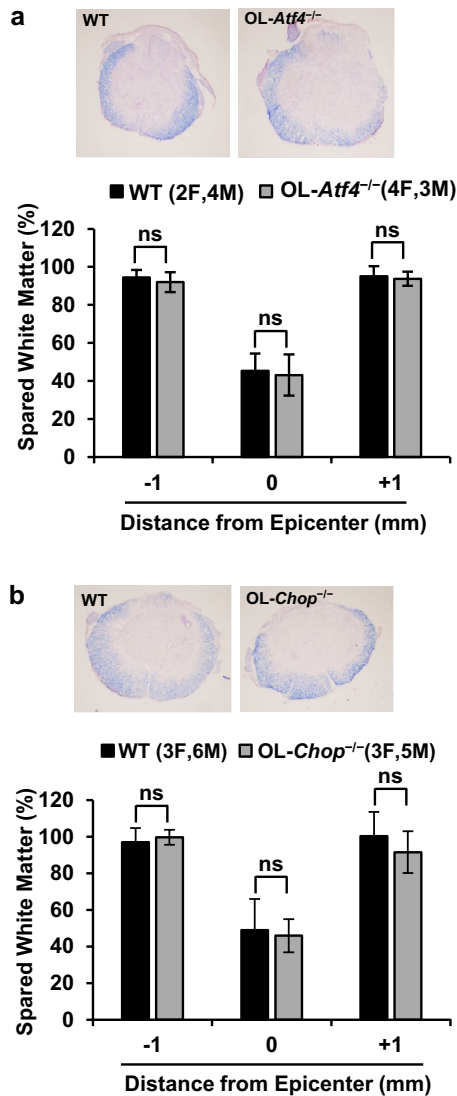 a
WT
OL-Atf4⁻/⁻
WT (2F,4M) OL-Atf4⁻/⁻(4F,3M)
Spared White Matter (%)
120
100
80
60
40
20
0
ns
ns
ns
-1 0 +1
Distance from Epicenter (mm)
b
WT
OL-Chop⁻/⁻
WT (3F,6M) OL-Chop⁻/⁻(3F,5M)
Spared White Matter (%)
120
100
80
60
40
20
0
ns
ns
ns
-1 0 +1
Distance from Epicenter (mm)